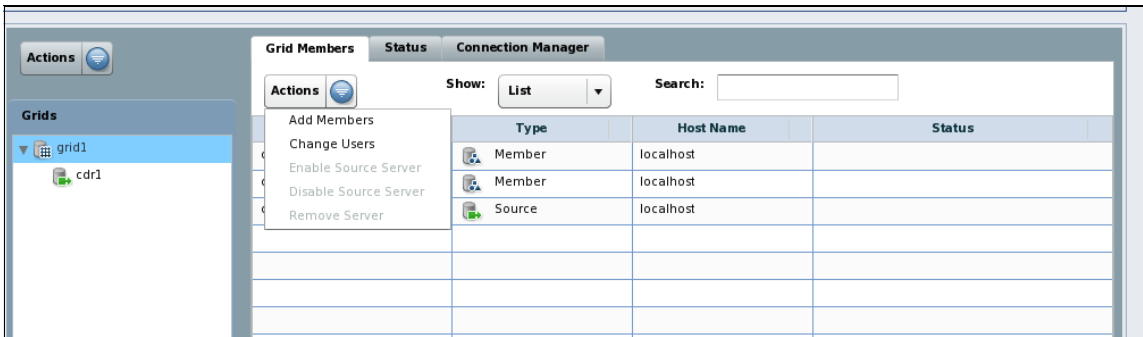 Actions
Grids
grid1
cdr1
Grid Members Status Connection Manager
Actions Show: List Search:
Add Members
Change Users
Enable Source Server
Disable Source Server
Remove Server
Type Host Name Status
Member localhost
Member localhost
Source localhost